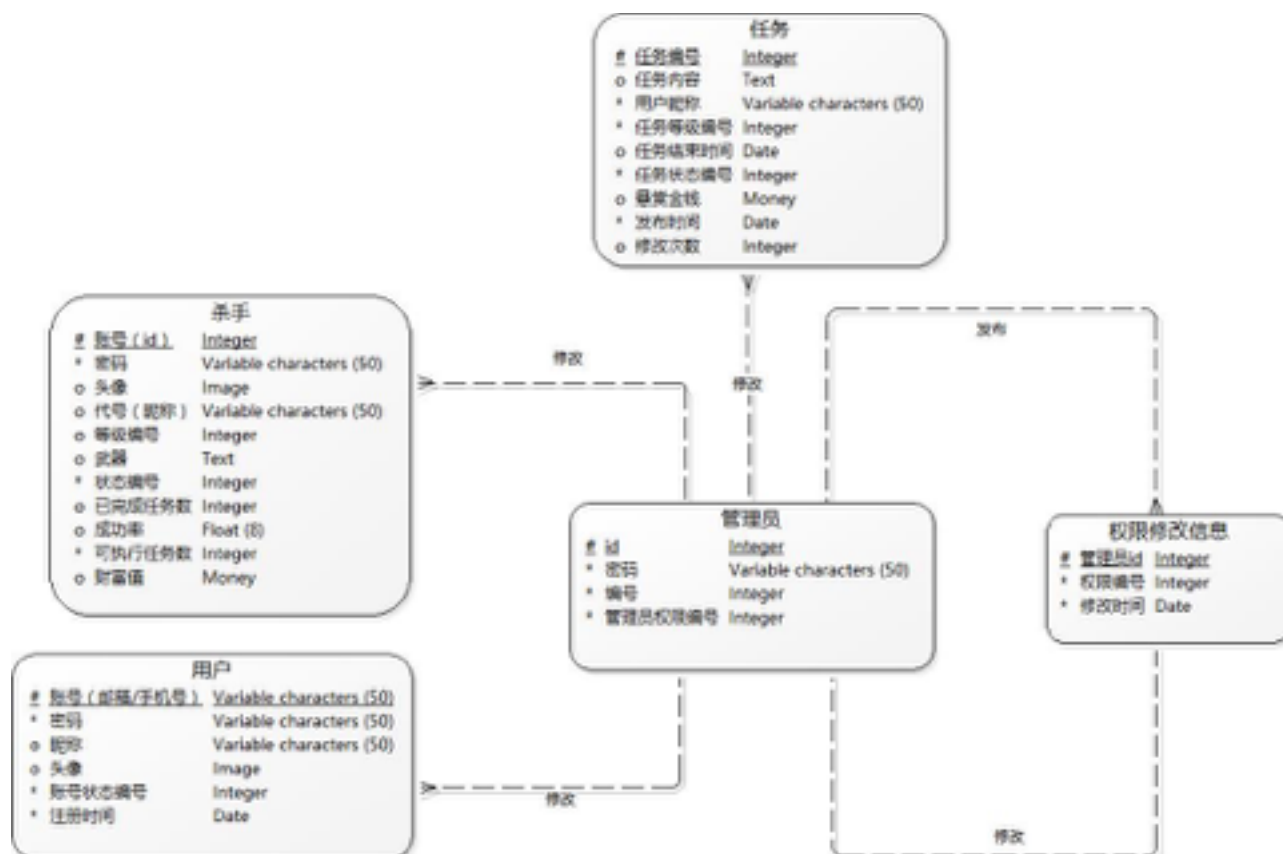 任务
# 任务编号 Integer
o 任务内容 Text
* 用户昵称 Variable characters (50)
* 任务等级编号 Integer
o 任务结束时间 Date
* 任务状态编号 Integer
o 悬赏金钱 Money
* 发布时间 Date
o 修改次数 Integer
杀手
# 账号（id） Integer
* 密码 Variable characters (50)
o 头像 Image
o 代号（昵称） Variable characters (50)
o 等级编号 Integer
o 武器 Text
* 状态编号 Integer
o 已完成任务数 Integer
o 成功率 Float (8)
* 可执行任务数 Integer
o 财富值 Money
修改
修改
发布
管理员
# id Integer
* 密码 Variable characters (50)
* 编号 Integer
* 管理员权限编号 Integer
权限修改信息
# 管理员id Integer
* 权限编号 Integer
* 修改时间 Date
用户
# 账号（邮箱/手机号） Variable characters (50)
* 密码 Variable characters (50)
o 昵称 Variable characters (50)
o 头像 Image
* 账号状态编号 Integer
* 注册时间 Date
修改
修改